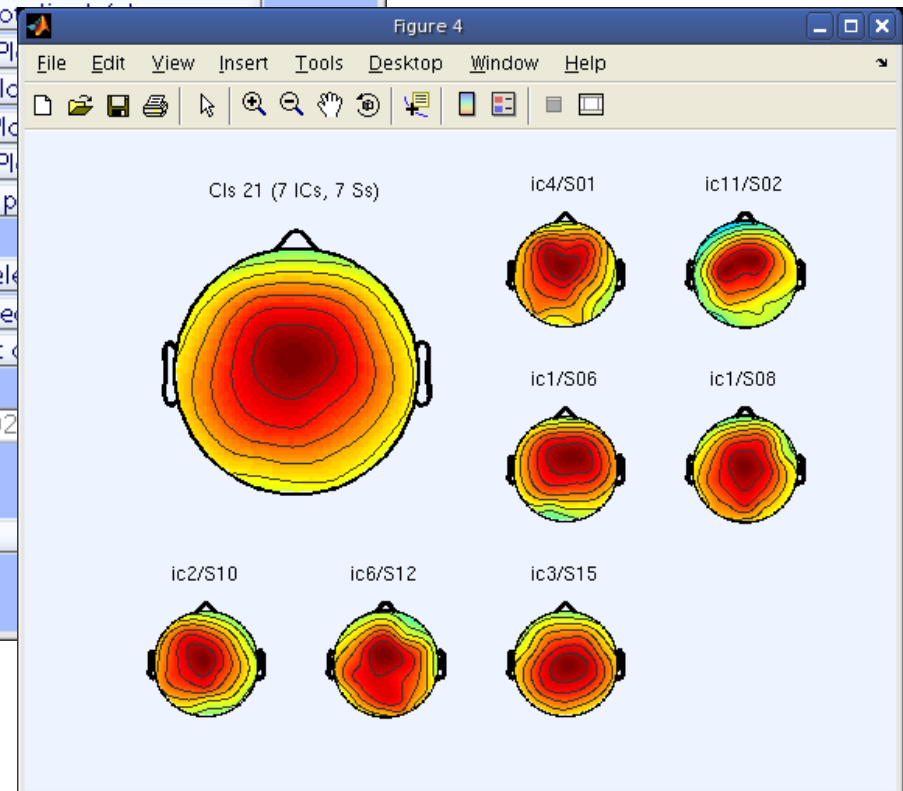 Figure 4
File Edit View Insert Tools Desktop Window Help
Cls 21 (7 ICs, 7 Ss)
ic4/S01
ic11/S02
ic1/S06
ic1/S08
ic2/S10
ic6/S12
ic3/S15